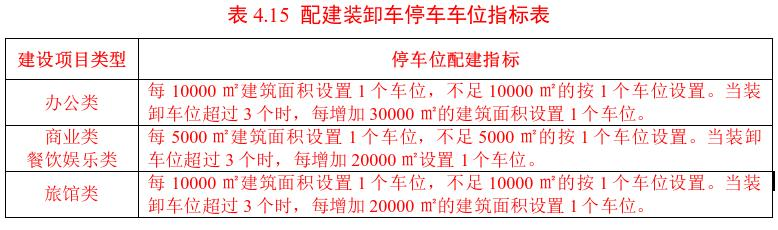 表 4.15 配建装卸车停车车位指标表
建设项目类型 停车位配建指标
办公类
每 10000 ㎡建筑面积设置 1 个车位，不足 10000 ㎡的按 1 个车位设置。当装
卸车位超过 3 个时，每增加 30000 ㎡的建筑面积设置 1 个车位。
商业类
餐饮娱乐类
每 5000 ㎡建筑面积设置 1 个车位，不足 5000 ㎡的按 1 个车位设置。当装卸
车位超过 3 个时，每增加 20000 ㎡设置 1 个车位。
旅馆类
每 10000 ㎡建筑面积设置 1 个车位，不足 10000 ㎡的按 1 个车位设置。当装
卸车位超过 3 个时，每增加 20000 ㎡的建筑面积设置 1 个车位。